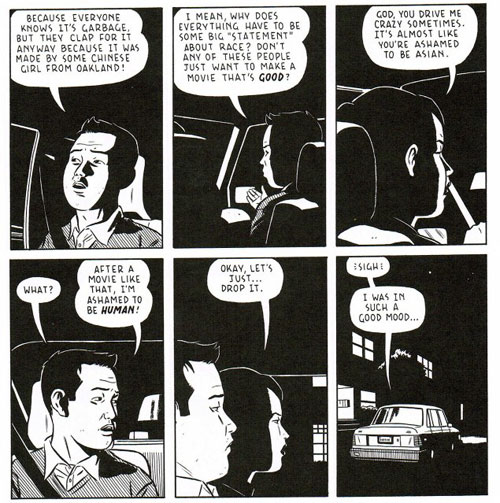 BECAUSE EVERYONE
KNOWS IT'S GARBAGE,
BUT THEY CLAP FOR IT
ANYWAY BECAUSE IT WAS
MADE BY SOME CHINESE
GIRL FROM OAKLAND!
I MEAN, WHY DOES
EVERYTHING HAVE TO BE
SOME BIG "STATEMENT"
ABOUT RACE? DON'T
ANY OF THESE PEOPLE
JUST WANT TO MAKE A
MOVIE THAT'S GOOD?
GOD, YOU DRIVE ME
CRAZY SOMETIMES.
IT'S ALMOST LIKE
YOU'RE ASHAMED
TO BE ASIAN.
WHAT?
AFTER A
MOVIE LIKE
THAT, I'M
ASHAMED TO
BE HUMAN!
OKAY, LET'S
JUST...
DROP IT.
SIGH
I WAS IN
SUCH A
GOOD MOOD...